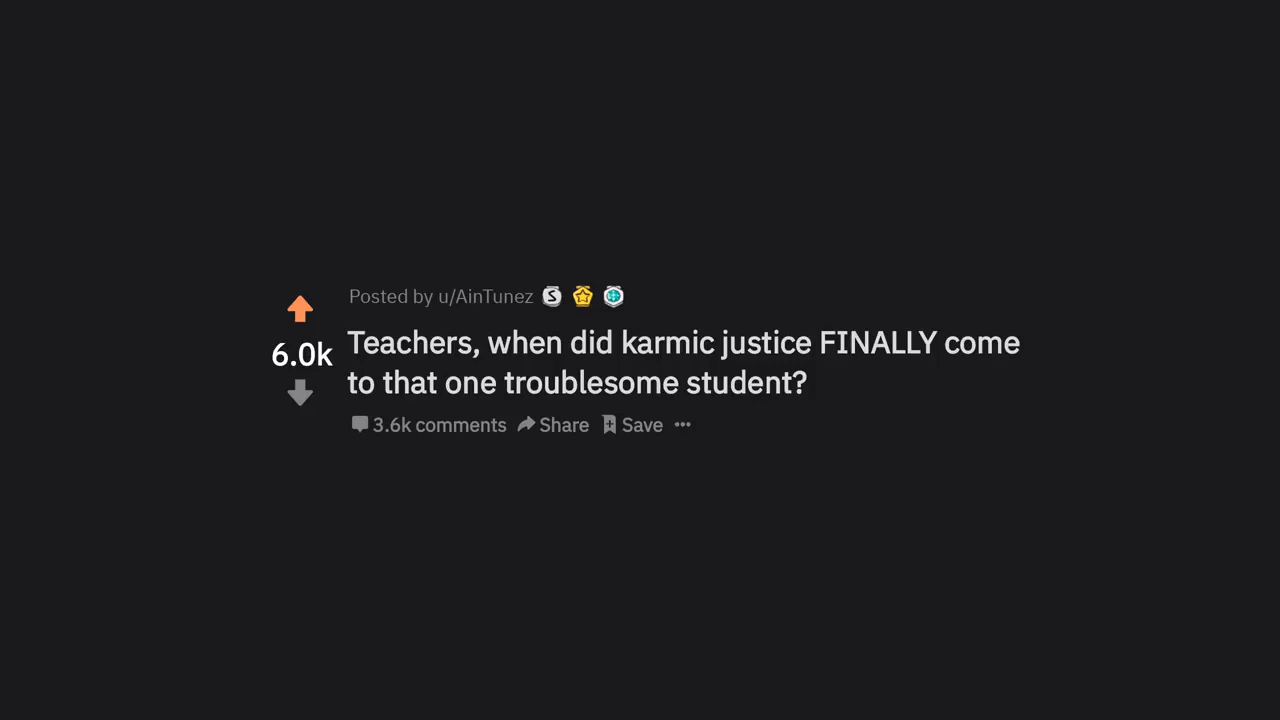 Posted by u/AinTunez
6.0k
Teachers, when did karmic justice FINALLY come
to that one troublesome student?
3.6k comments Share Save